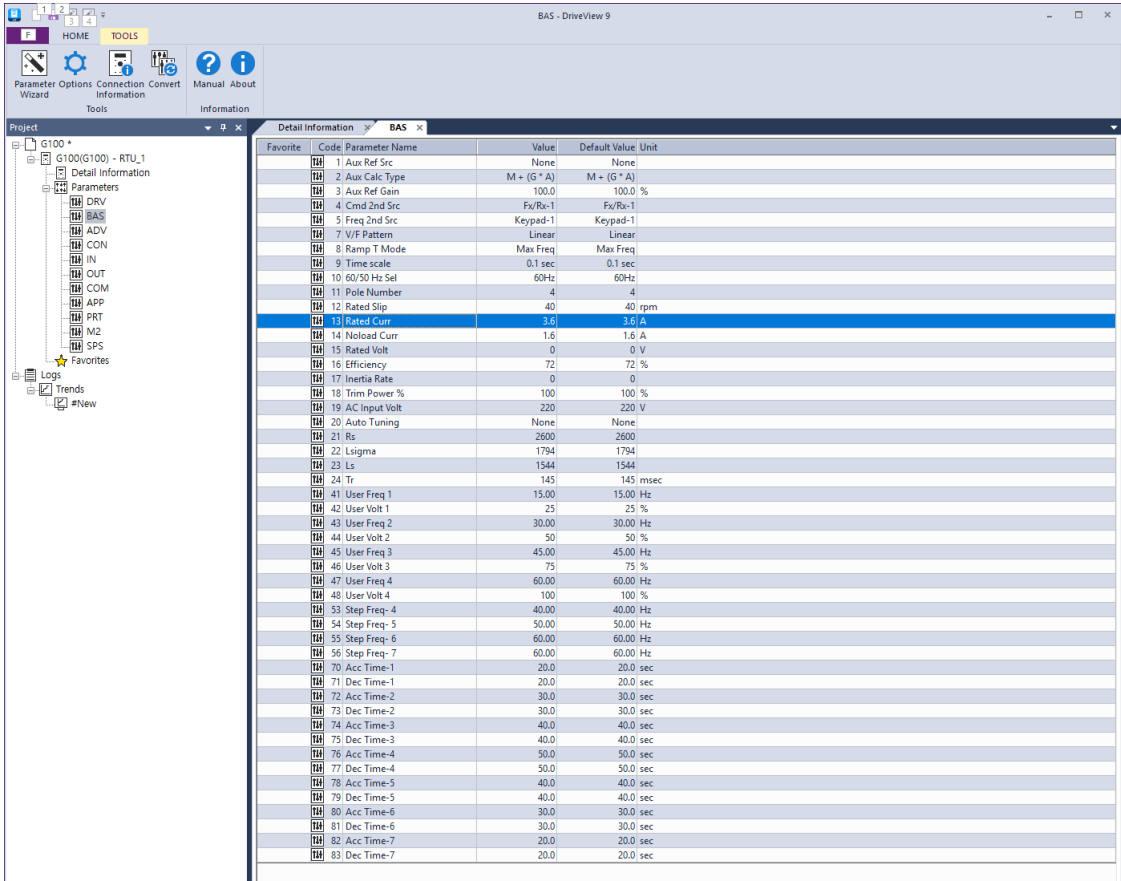 1 2
3 4
BAS - DriveView 9
F HOME TOOLS
Parameter Wizard Options Connection Information Convert Manual About
Tools Information
Project
Detail Information BAS
G100 *
G100(G100) - RTU_1
Detail Information
Parameters
DRV
BAS
ADV
CON
IN
OUT
COM
APP
PRT
M2
SPS
Favorites
Logs
Trends
#New
Favorite Code Parameter Name Value Default Value Unit
1 Aux Ref Src None None
2 Aux Calc Type M + (G * A) M + (G * A)
3 Aux Ref Gain 100.0 100.0 %
4 Cmd 2nd Src Fx/Rx-1 Fx/Rx-1
5 Freq 2nd Src Keypad-1 Keypad-1
7 V/F Pattern Linear Linear
8 Ramp T Mode Max Freq Max Freq
9 Time scale 0.1 sec 0.1 sec
10 60/50 Hz Sel 60Hz 60Hz
11 Pole Number 4 4
12 Rated Slip 40 40 rpm
13 Rated Curr 3.6 3.6 A
14 Noload Curr 1.6 1.6 A
15 Rated Volt 0 0 V
16 Efficiency 72 72 %
17 Inertia Rate 0 0
18 Trim Power % 100 100 %
19 AC Input Volt 220 220 V
20 Auto Tuning None None
21 Rs 2600 2600
22 Lsigma 1794 1794
23 Ls 1544 1544
24 Tr 145 145 msec
41 User Freq 1 15.00 15.00 Hz
42 User Volt 1 25 25 %
43 User Freq 2 30.00 30.00 Hz
44 User Volt 2 50 50 %
45 User Freq 3 45.00 45.00 Hz
46 User Volt 3 75 75 %
47 User Freq 4 60.00 60.00 Hz
48 User Volt 4 100 100 %
53 Step Freq- 4 40.00 40.00 Hz
54 Step Freq- 5 50.00 50.00 Hz
55 Step Freq- 6 60.00 60.00 Hz
56 Step Freq- 7 60.00 60.00 Hz
70 Acc Time-1 20.0 20.0 sec
71 Dec Time-1 20.0 20.0 sec
72 Acc Time-2 30.0 30.0 sec
73 Dec Time-2 30.0 30.0 sec
74 Acc Time-3 40.0 40.0 sec
75 Dec Time-3 40.0 40.0 sec
76 Acc Time-4 50.0 50.0 sec
77 Dec Time-4 50.0 50.0 sec
78 Acc Time-5 40.0 40.0 sec
79 Dec Time-5 40.0 40.0 sec
80 Acc Time-6 30.0 30.0 sec
81 Dec Time-6 30.0 30.0 sec
82 Acc Time-7 20.0 20.0 sec
83 Dec Time-7 20.0 20.0 sec